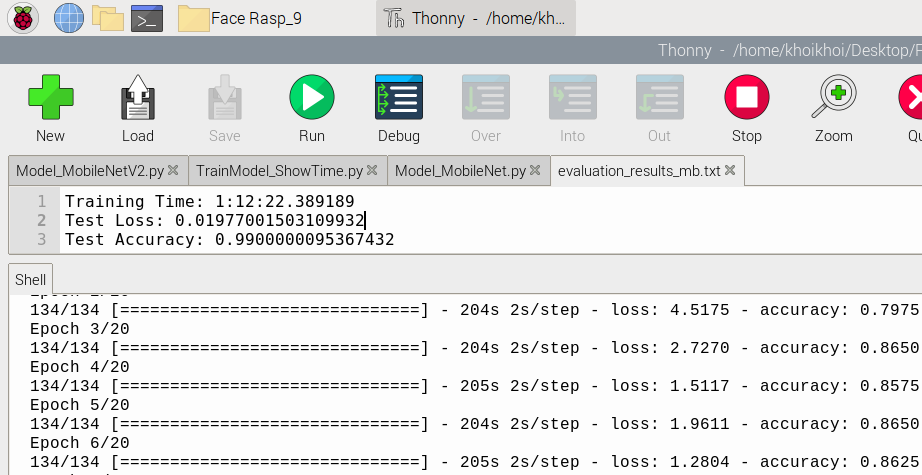 Face Rasp_9
Thonny - /home/kh...
Thonny - /home/khoikhoi/Desktop/F
New Load Save Run Debug Over Into Out Stop Zoom
Model_MobileNetV2.py TrainModel_ShowTime.py Model_MobileNet.py evaluation_results_mb.txt
1 Training Time: 1:12:22.389189
2 Test Loss: 0.01977001503109932
3 Test Accuracy: 0.9900000095367432
Shell
134/134 [==============================] - 204s 2s/step - loss: 4.5175 - accuracy: 0.7975
Epoch 3/20
134/134 [==============================] - 204s 2s/step - loss: 2.7270 - accuracy: 0.8650
Epoch 4/20
134/134 [==============================] - 205s 2s/step - loss: 1.5117 - accuracy: 0.8575
Epoch 5/20
134/134 [==============================] - 204s 2s/step - loss: 1.9611 - accuracy: 0.8650
Epoch 6/20
134/134 [==============================] - 205s 2s/step - loss: 1.2804 - accuracy: 0.8625